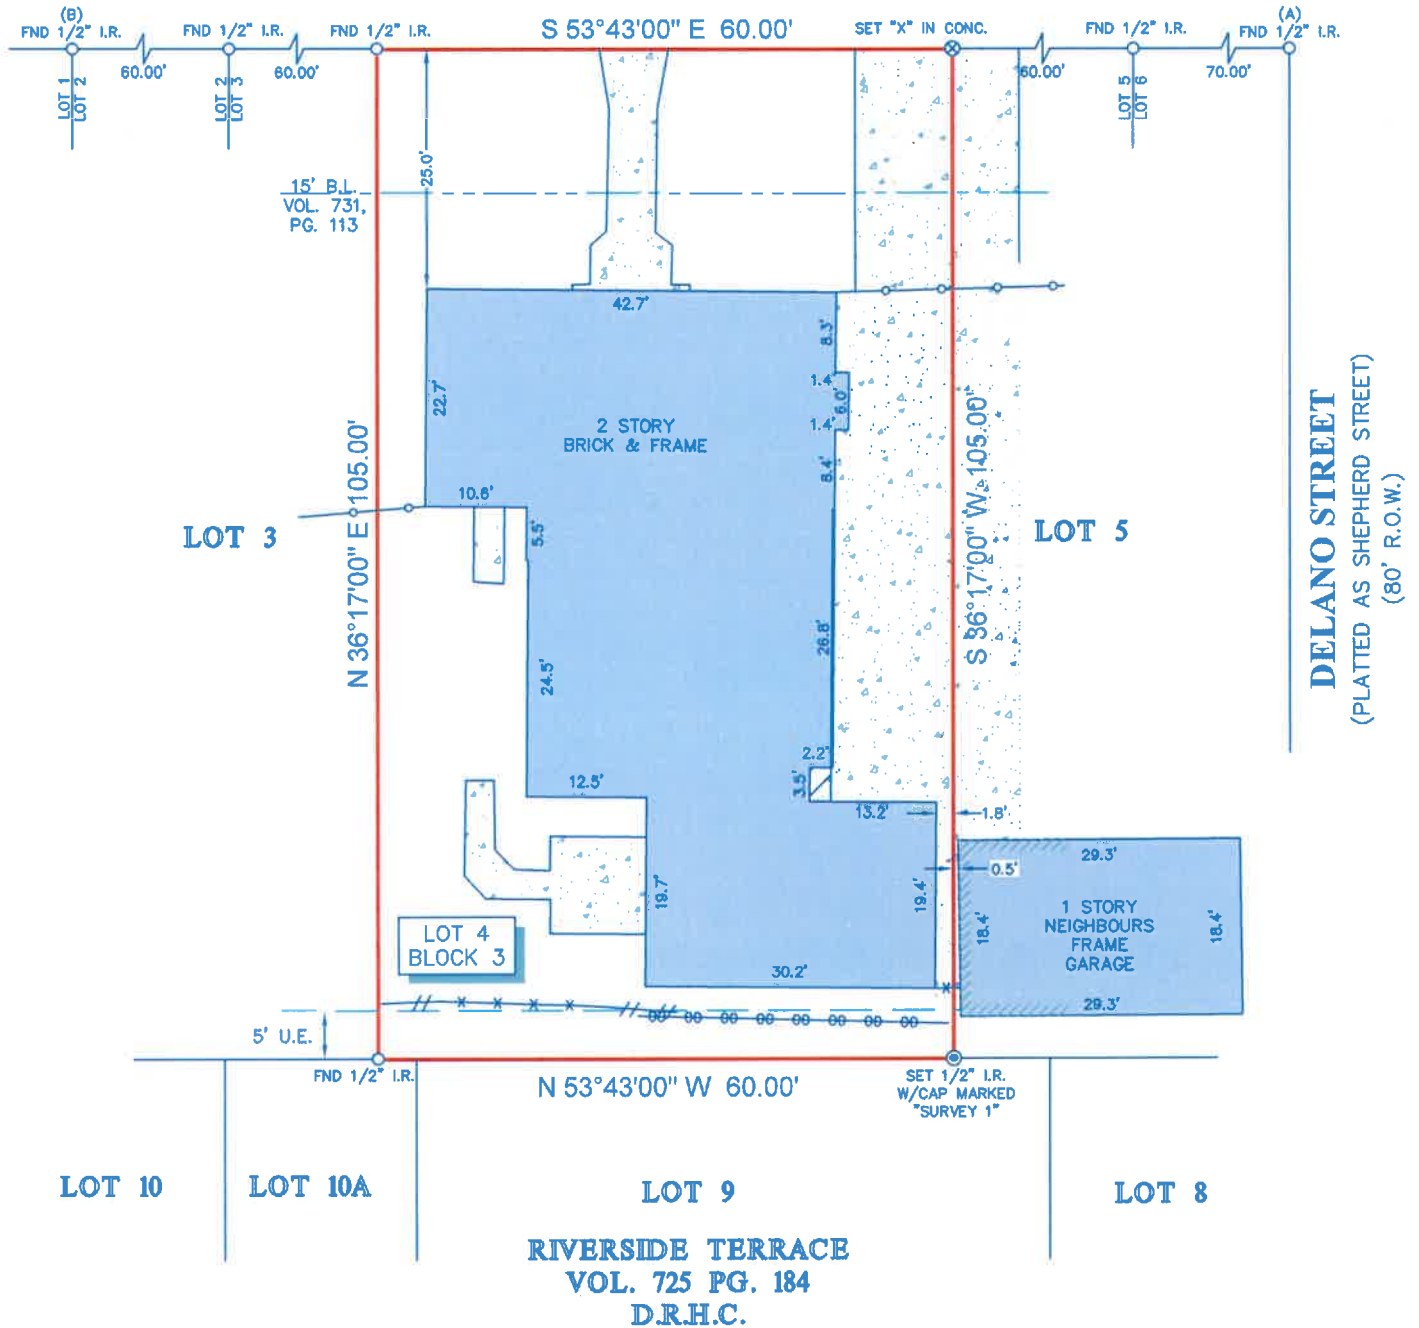 (B)
FND 1/2" I.R.
FND 1/2" I.R.
FND 1/2" I.R.
S 53°43'00" E 60.00'
SET "X" IN CONC.
FND 1/2" I.R.
(A)
FND 1/2" I.R.
60.00'
60.00'
60.00'
70.00'
LOT 1
LOT 2
LOT 2
LOT 3
LOT 5
LOT 6
25.0'
15' B.L.
VOL. 731,
PG. 113
42.7'
8.3'
1.4'
6.0'
1.4'
8.4'
22.7'
2 STORY
BRICK & FRAME
10.6'
5.5'
LOT 3
N 36°17'00" E 105.00'
S 36°17'00" W 105.00'
LOT 5
DELANO STREET
(PLATTED AS SHEPHERD STREET)
(80' R.O.W.)
24.5'
26.8'
2.2'
3.5'
12.5'
13.2'
1.8'
0.5'
19.7'
19.4'
29.3'
18.4'
1 STORY
NEIGHBOURS
FRAME
GARAGE
18.4'
29.3'
LOT 4
BLOCK 3
30.2'
5' U.E.
FND 1/2" I.R.
N 53°43'00" W 60.00'
SET 1/2" I.R.
W/CAP MARKED
"SURVEY 1"
LOT 10
LOT 10A
LOT 9
LOT 8
RIVERSIDE TERRACE
VOL. 725 PG. 184
D.R.H.C.